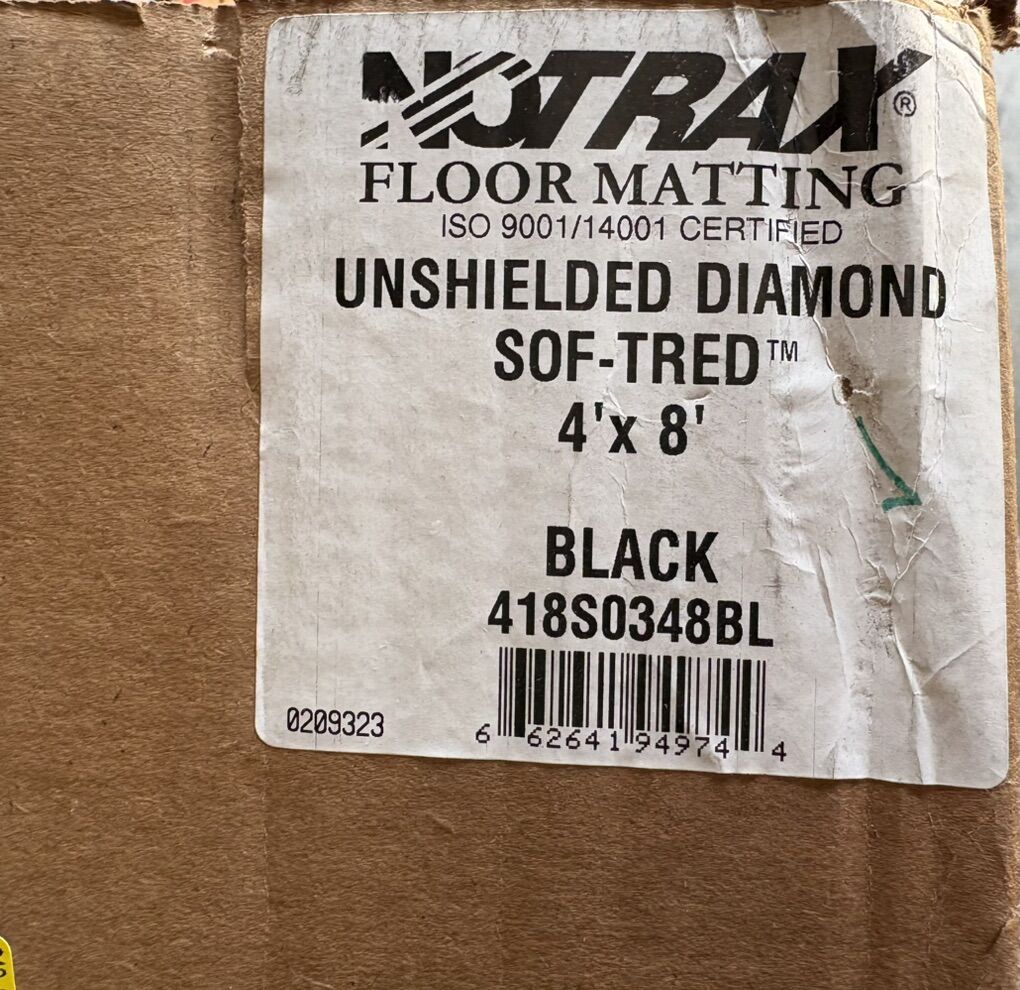 NOTRAX®
FLOOR MATTING
ISO 9001/14001 CERTIFIED
UNSHIELDED DIAMOND
SOF-TRED™
4'x 8'
BLACK
418S0348BL
0209323
6 62641 94974 4